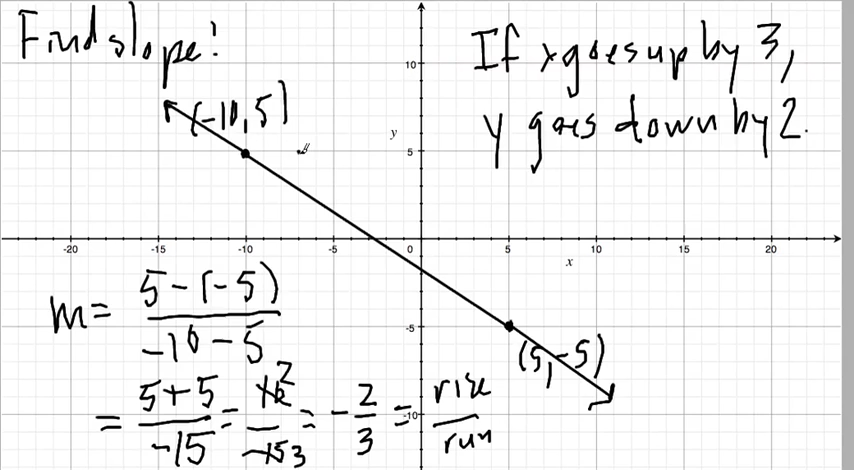 Find slope!
If x goes up by 3,
y goes down by 2.
(-10, 5)
y
10
5
-20 -15 -10 -5 0 5 10 15 20
x
-5
-10
(5, -5)
m = 5 - (-5) / -10 - 5
= 5 + 5 / -15 = 10 2 / -15 3 = - 2 / 3 = rise / run